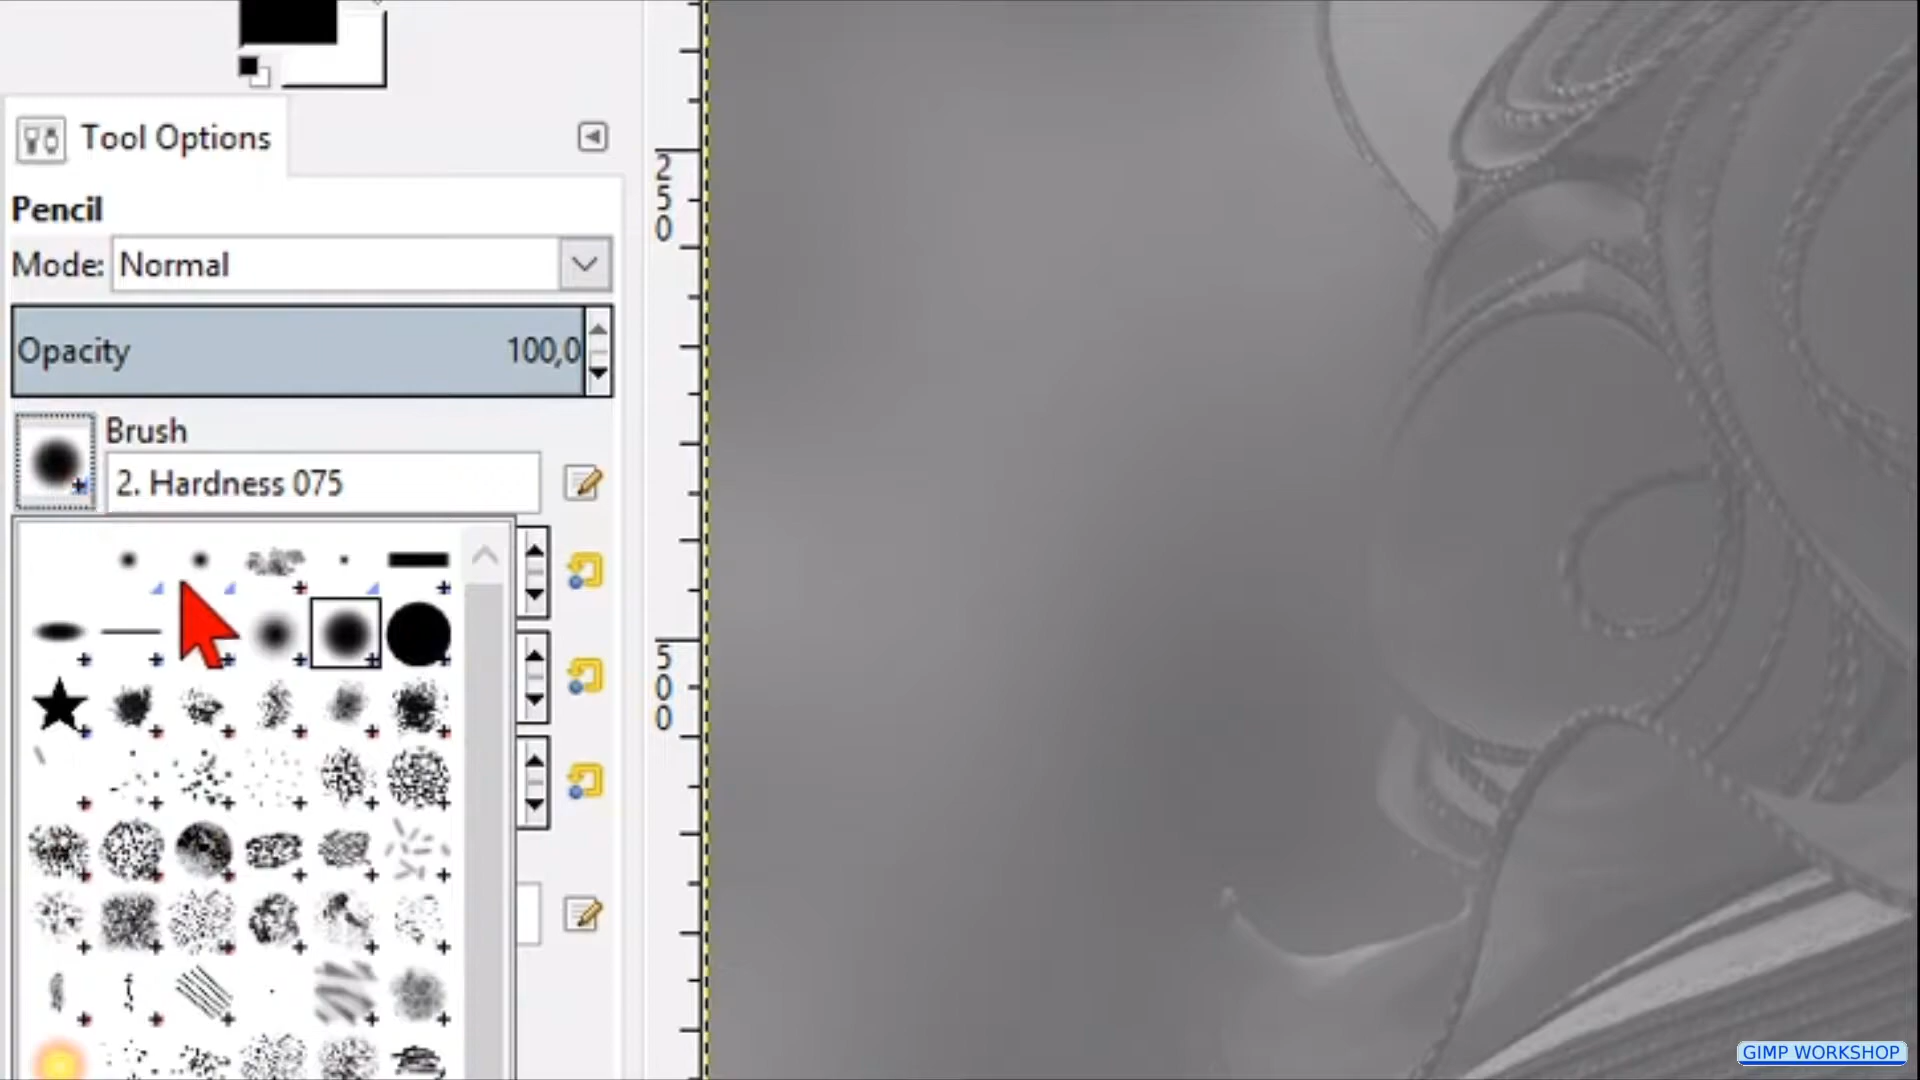 Tool Options
Pencil
Mode: Normal
Opacity 100,0
Brush
2. Hardness 075
250
500
GIMP WORKSHOP